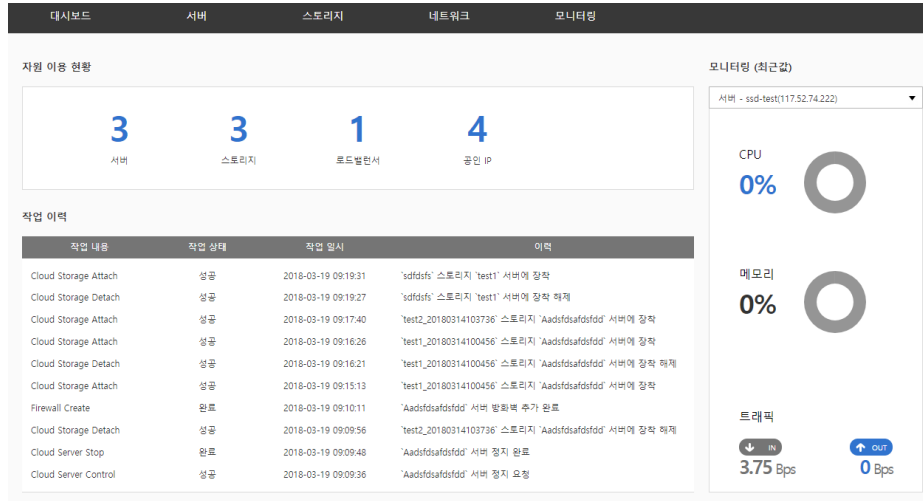 대시보드 서버 스토리지 네트워크 모니터링
자원 이용 현황
3 3 1 4
서버 스토리지 로드밸런서 공인 IP
작업 이력
작업 내용 작업 상태 작업 일시 이력
Cloud Storage Attach 성공 2018-03-19 09:19:31 `sdfdsfs` 스토리지 `test1` 서버에 장착
Cloud Storage Detach 성공 2018-03-19 09:19:27 `sdfdsfs` 스토리지 `test1` 서버에 장착 해제
Cloud Storage Attach 성공 2018-03-19 09:17:40 `test2_20180314103736` 스토리지 `Aadsfdsafdsfdd` 서버에 장착
Cloud Storage Attach 성공 2018-03-19 09:16:26 `test1_20180314100456` 스토리지 `Aadsfdsafdsfdd` 서버에 장착
Cloud Storage Detach 성공 2018-03-19 09:16:21 `test1_20180314100456` 스토리지 `Aadsfdsafdsfdd` 서버에 장착 해제
Cloud Storage Attach 성공 2018-03-19 09:15:13 `test1_20180314100456` 스토리지 `Aadsfdsafdsfdd` 서버에 장착
Firewall Create 완료 2018-03-19 09:10:11 `Aadsfdsafdsfdd` 서버 방화벽 추가 완료
Cloud Storage Detach 성공 2018-03-19 09:09:56 `test2_20180314103736` 스토리지 `Aadsfdsafdsfdd` 서버에 장착 해제
Cloud Server Stop 완료 2018-03-19 09:09:48 `Aadsfdsafdsfdd` 서버 정지 완료
Cloud Server Control 성공 2018-03-19 09:09:36 `Aadsfdsafdsfdd` 서버 정지 요청
모니터링 (최근값)
서버 - ssd-test(117.52.74.222)
CPU
0%
메모리
0%
트래픽
IN OUT
3.75 Bps 0 Bps